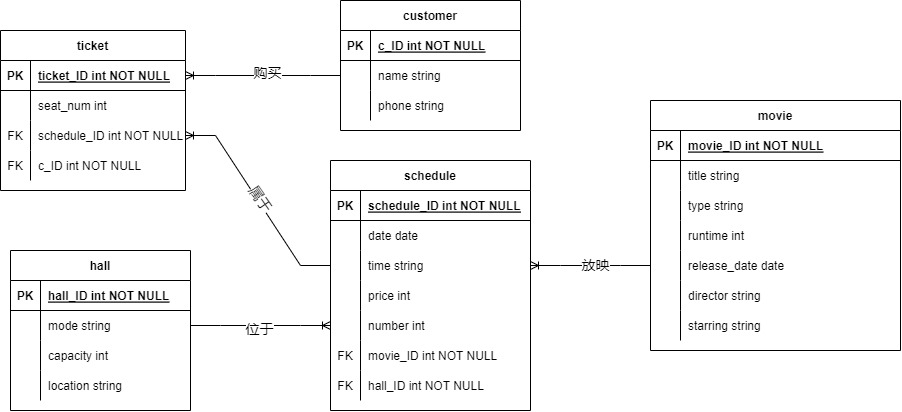 customer
PK c_ID int NOT NULL
name string
phone string
ticket
PK ticket_ID int NOT NULL
seat_num int
FK schedule_ID int NOT NULL
FK c_ID int NOT NULL
购买
属于
movie
PK movie_ID int NOT NULL
title string
type string
runtime int
release_date date
director string
starring string
schedule
PK schedule_ID int NOT NULL
date date
time string
price int
number int
FK movie_ID int NOT NULL
FK hall_ID int NOT NULL
放映
hall
PK hall_ID int NOT NULL
mode string
capacity int
location string
位于